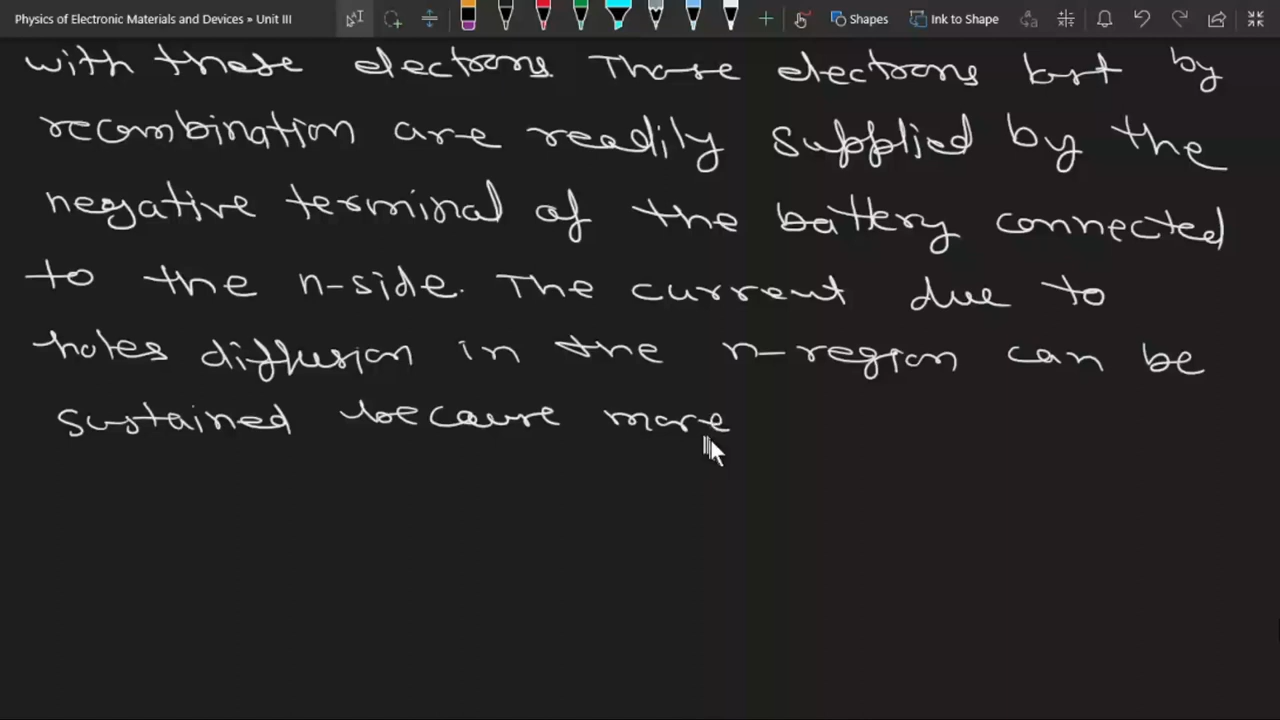 Physics of Electronic Materials and Devices » Unit III
Shapes
Ink to Shape
with these electrons. Those electrons lost by
recombination are readily supplied by the
negative terminal of the battery connected
to the n-side. The current due to
holes diffusion in the n-region can be
sustained because more